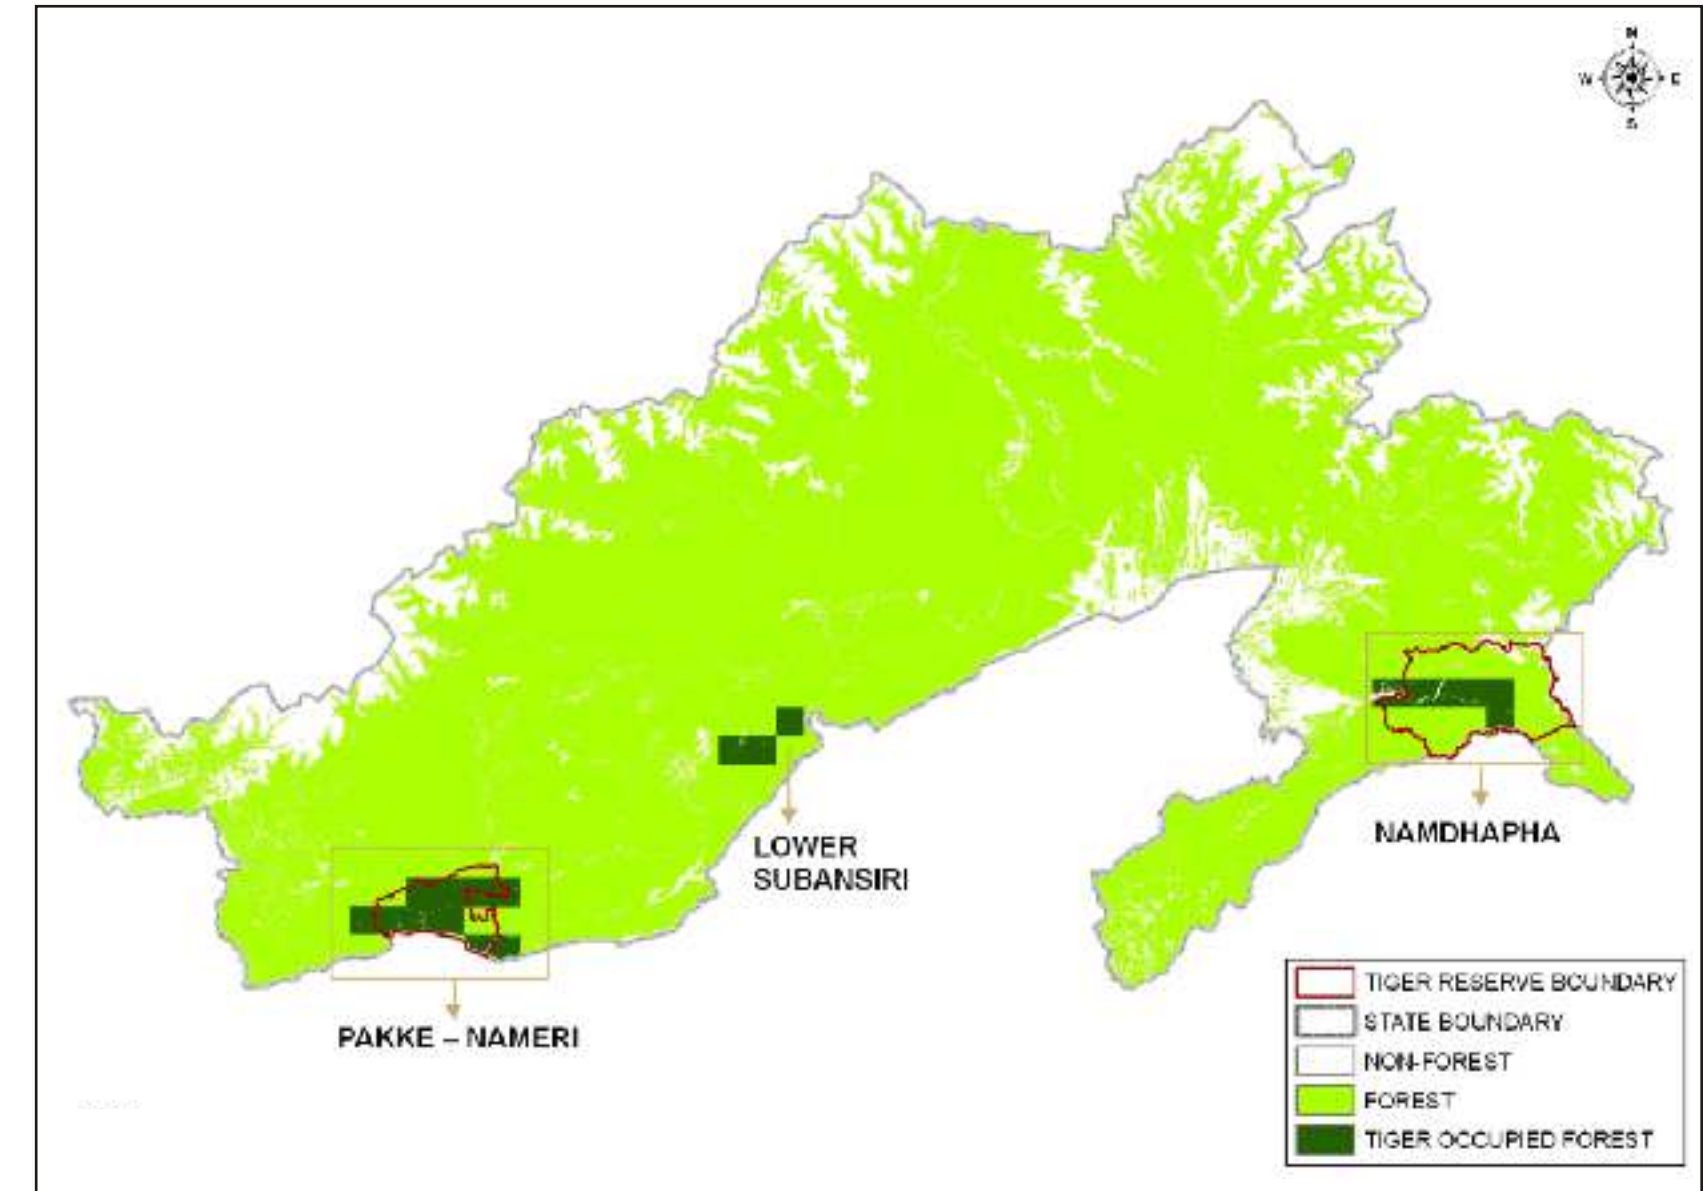 N
W E
S
LOWER
SUBANSIRI
NAMDHAPHA
PAKKE – NAMERI
TIGER RESERVE BOUNDARY
STATE BOUNDARY
NON-FOREST
FOREST
TIGER OCCUPIED FOREST